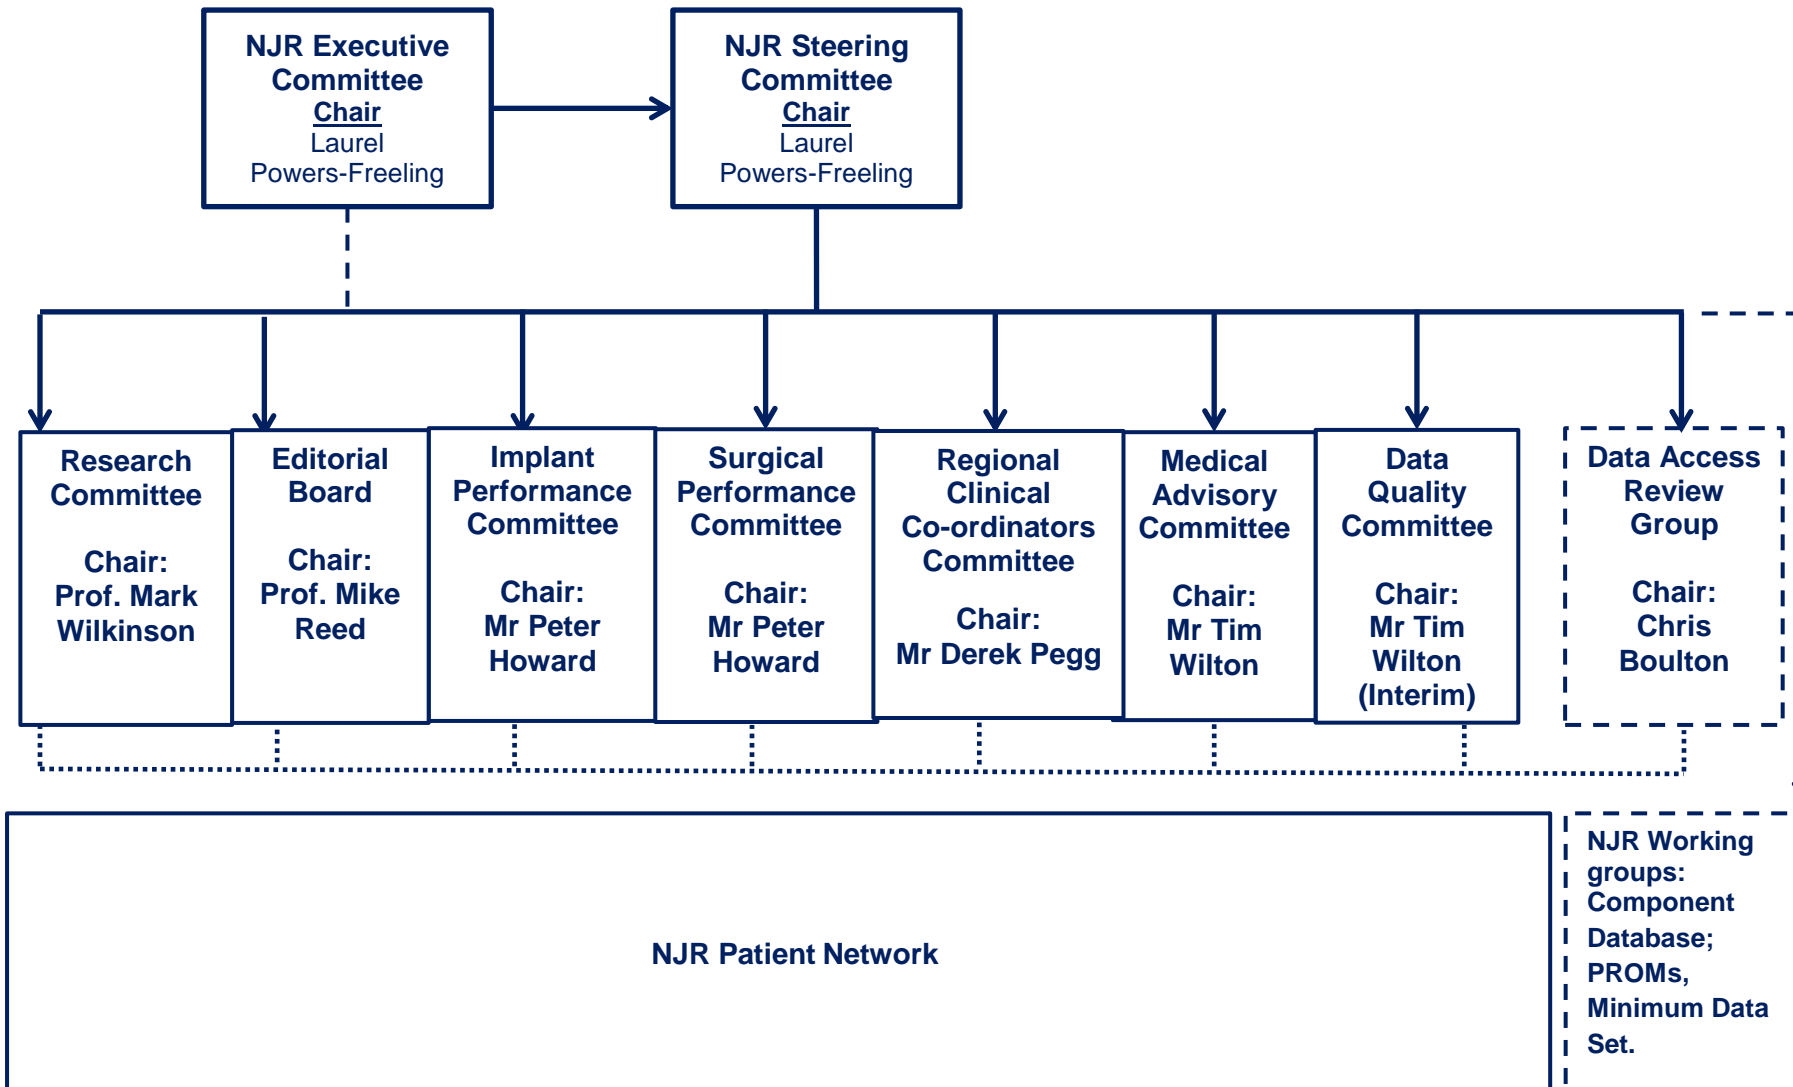 NJR Executive
Committee
Chair
Laurel
Powers-Freeling
NJR Steering
Committee
Chair
Laurel
Powers-Freeling
Research
Committee
Chair:
Prof. Mark
Wilkinson
Editorial
Board
Chair:
Prof. Mike
Reed
Implant
Performance
Committee
Chair:
Mr Peter
Howard
Surgical
Performance
Committee
Chair:
Mr Peter
Howard
Regional
Clinical
Co-ordinators
Committee
Chair:
Mr Derek Pegg
Medical
Advisory
Committee
Chair:
Mr Tim
Wilton
Data
Quality
Committee
Chair:
Mr Tim
Wilton
(Interim)
Data Access
Review
Group
Chair:
Chris
Boulton
NJR Patient Network
NJR Working
groups:
Component
Database;
PROMs,
Minimum Data
Set.